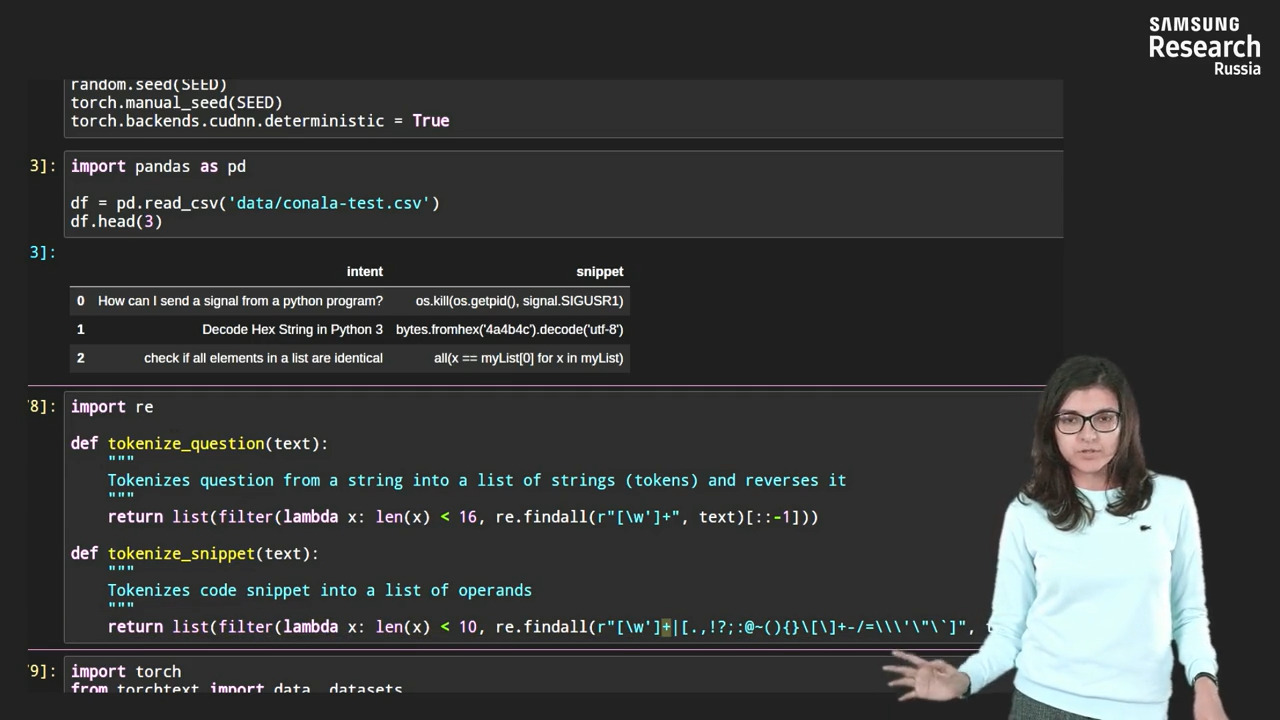 SAMSUNG
Research
Russia
random.seed(SEED)
torch.manual_seed(SEED)
torch.backends.cudnn.deterministic = True
3]:
import pandas as pd
df = pd.read_csv('data/conala-test.csv')
df.head(3)
3]:
intent snippet
0 How can I send a signal from a python program? os.kill(os.getpid(), signal.SIGUSR1)
1 Decode Hex String in Python 3 bytes.fromhex('4a4b4c').decode('utf-8')
2 check if all elements in a list are identical all(x == myList[0] for x in myList)
8]:
import re
def tokenize_question(text):
"""
Tokenizes question from a string into a list of strings (tokens) and reverses it
"""
return list(filter(lambda x: len(x) < 16, re.findall(r"[\w']+", text)[::-1]))
def tokenize_snippet(text):
"""
Tokenizes code snippet into a list of operands
"""
return list(filter(lambda x: len(x) < 10, re.findall(r"[\w']+|[.,!?;:@~(){}\[\]+-/=\\\'\"\`]", t
9]:
import torch
from torchtext import data, datasets